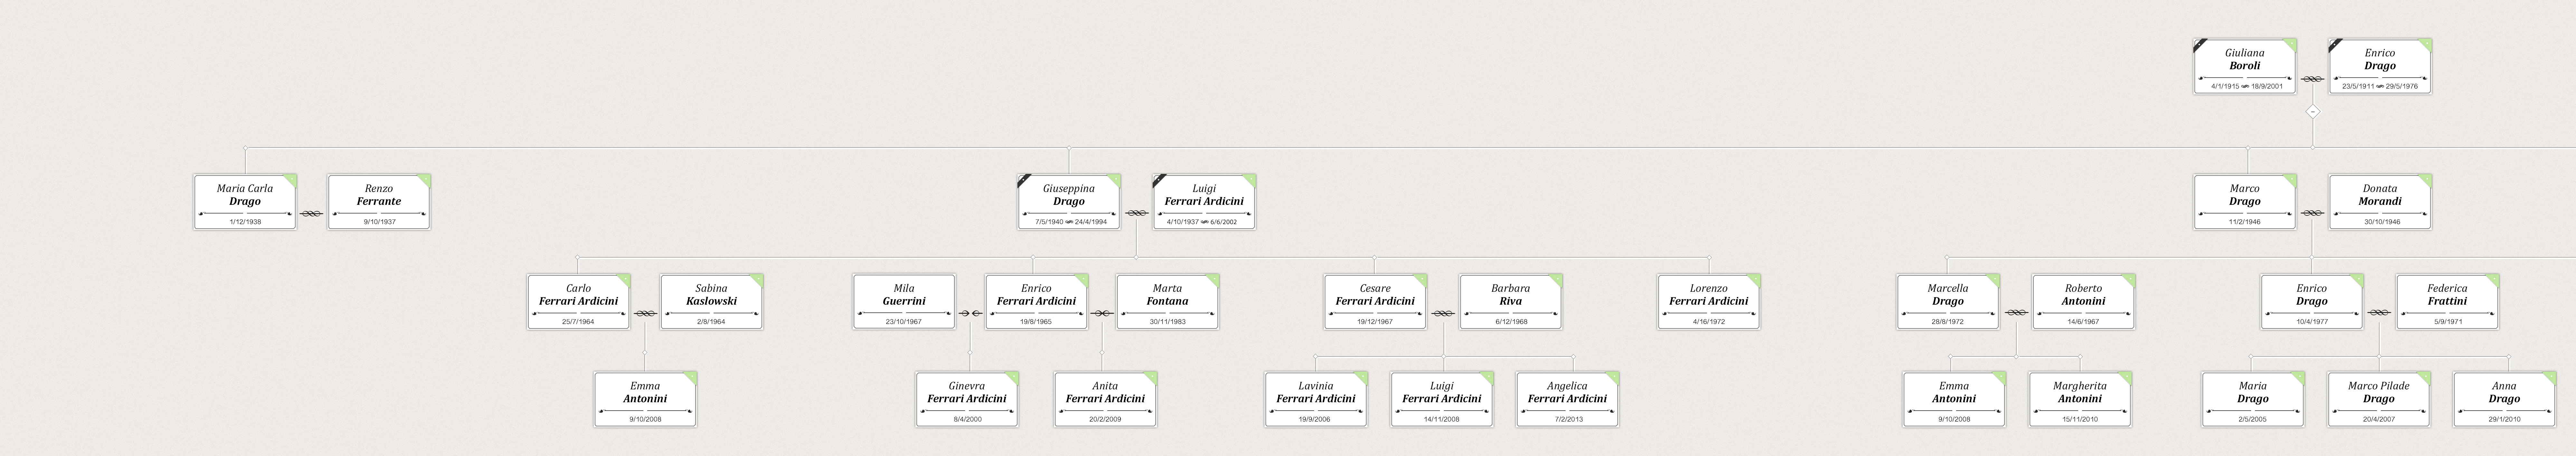 Giuliana
Boroli
4/1/1915 18/9/2001
Enrico
Drago
23/5/1911 29/5/1976
Maria Carla
Drago
1/12/1938
Renzo
Ferrante
9/10/1937
Giuseppina
Drago
7/5/1940 24/4/1994
Luigi
Ferrari Ardicini
4/10/1937 6/6/2002
Marco
Drago
11/2/1946
Donata
Morandi
30/10/1946
Carlo
Ferrari Ardicini
25/7/1964
Sabina
Kaslowski
2/8/1964
Mila
Guerrini
23/10/1967
Enrico
Ferrari Ardicini
19/8/1965
Marta
Fontana
30/11/1983
Cesare
Ferrari Ardicini
19/12/1967
Barbara
Riva
6/12/1968
Lorenzo
Ferrari Ardicini
4/16/1972
Marcella
Drago
28/8/1972
Roberto
Antonini
14/6/1967
Enrico
Drago
10/4/1977
Federica
Frattini
5/9/1971
Emma
Antonini
9/10/2008
Ginevra
Ferrari Ardicini
8/4/2000
Anita
Ferrari Ardicini
20/2/2009
Lavinia
Ferrari Ardicini
19/9/2006
Luigi
Ferrari Ardicini
14/11/2008
Angelica
Ferrari Ardicini
7/2/2013
Emma
Antonini
9/10/2008
Margherita
Antonini
15/11/2010
Maria
Drago
2/5/2005
Marco Pilade
Drago
20/4/2007
Anna
Drago
29/1/2010